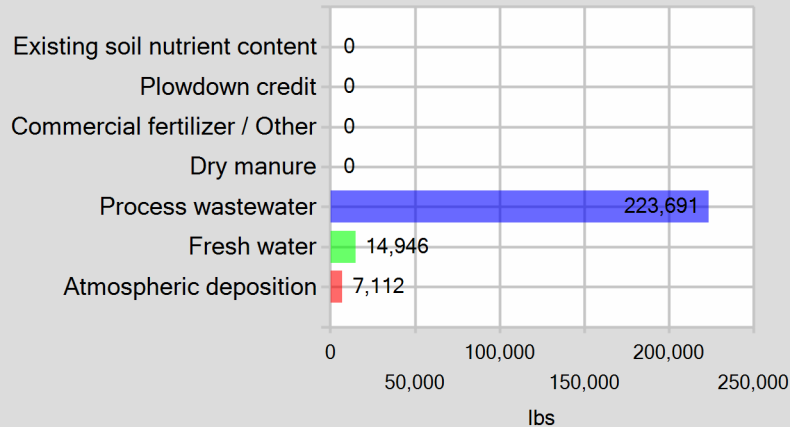 Existing soil nutrient content 0
Plowdown credit 0
Commercial fertilizer / Other 0
Dry manure 0
Process wastewater 223,691
Fresh water 14,946
Atmospheric deposition 7,112
0 100,000 200,000
50,000 150,000 250,000
lbs